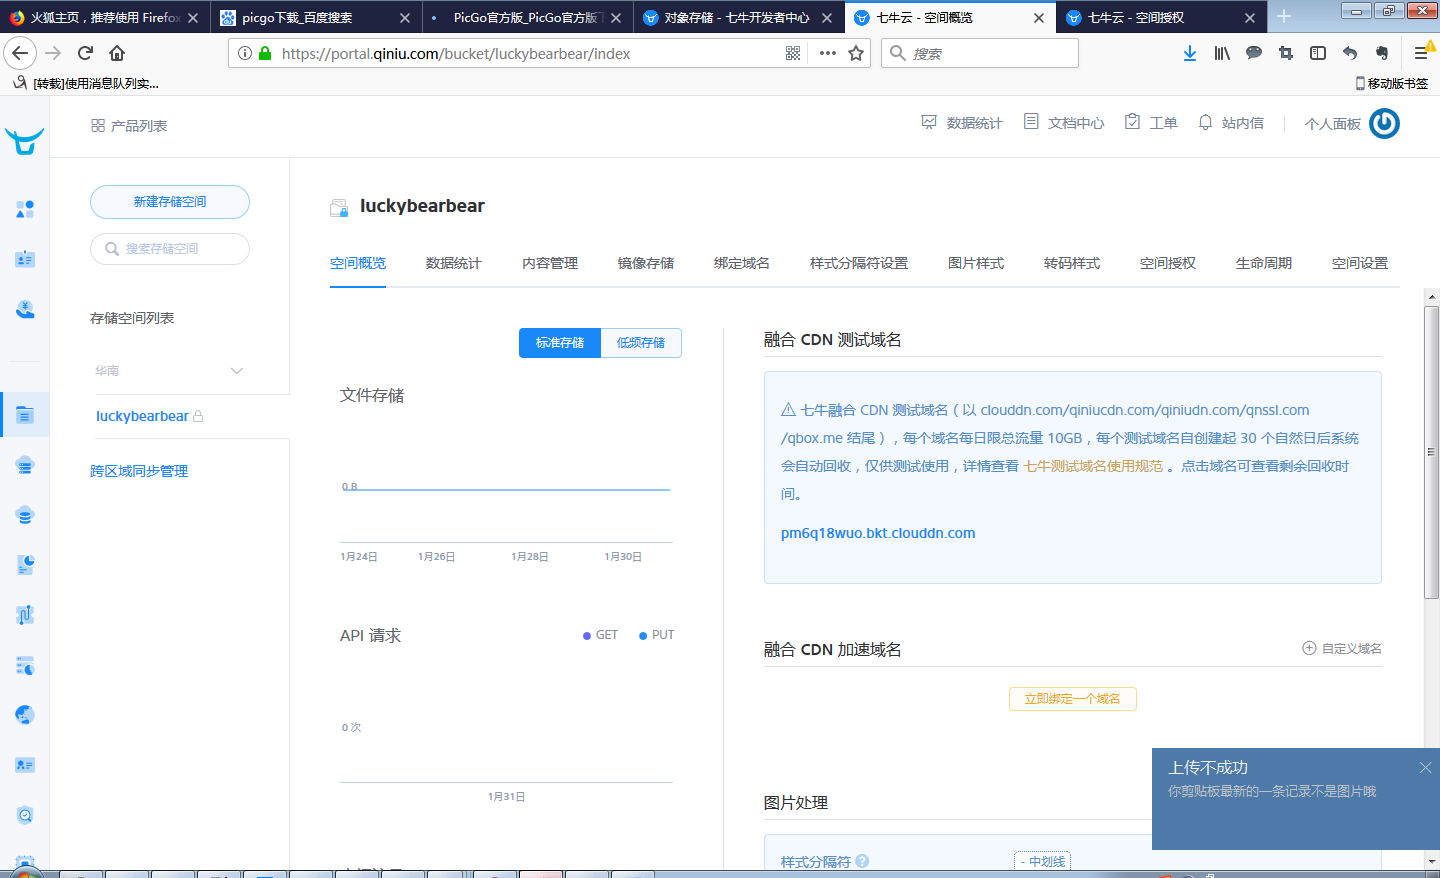 火狐主页，推荐使用 Firefox
picgo下载_百度搜索
PicGo官方版_PicGo官方版下
对象存储 - 七牛开发者中心
七牛云 - 空间概览
七牛云 - 空间授权
https://portal.qiniu.com/bucket/luckybearbear/index
搜索
[转载]使用消息队列实...
移动版书签
产品列表
数据统计
文档中心
工单
站内信
个人面板
新建存储空间
搜索存储空间
存储空间列表
华南
luckybearbear
跨区域同步管理
luckybearbear
空间概览
数据统计
内容管理
镜像存储
绑定域名
样式分隔符设置
图片样式
转码样式
空间授权
生命周期
空间设置
标准存储
低频存储
文件存储
0 B
1月24日
1月26日
1月28日
1月30日
API 请求
GET
PUT
0 次
1月31日
融合 CDN 测试域名
七牛融合 CDN 测试域名（以 clouddn.com/qiniucdn.com/qiniudn.com/qnssl.com
/qbox.me 结尾），每个域名每日限总流量 10GB，每个测试域名自创建起 30 个自然日后系统
会自动回收，仅供测试使用，详情查看 七牛测试域名使用规范 。点击域名可查看剩余回收时
间。
pm6q18wuo.bkt.clouddn.com
融合 CDN 加速域名
自定义域名
立即绑定一个域名
图片处理
样式分隔符
- 中划线
上传不成功
你剪贴板最新的一条记录不是图片哦